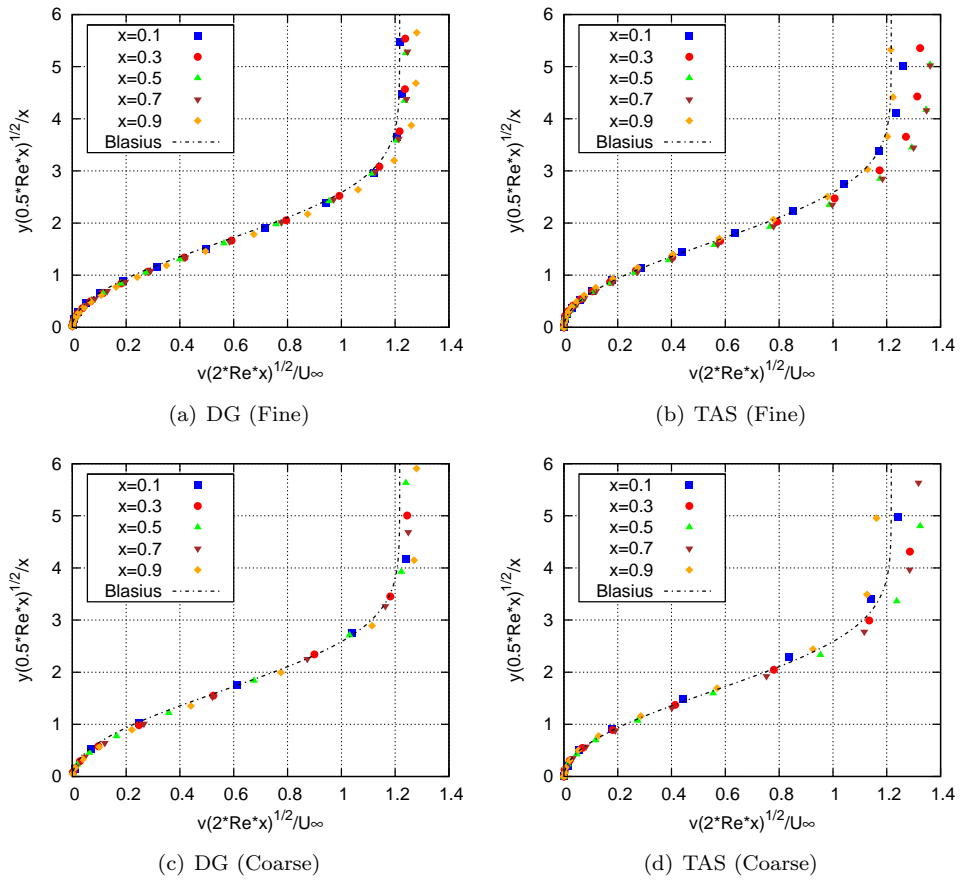 6
5
4
3
2
1
0
0 0.2 0.4 0.6 0.8 1 1.2 1.4
y(0.5*Re*x)^1/2/x
v(2*Re*x)^1/2/U∞
x=0.1
x=0.3
x=0.5
x=0.7
x=0.9
Blasius
(a) DG (Fine)
6
5
4
3
2
1
0
0 0.2 0.4 0.6 0.8 1 1.2 1.4
y(0.5*Re*x)^1/2/x
v(2*Re*x)^1/2/U∞
x=0.1
x=0.3
x=0.5
x=0.7
x=0.9
Blasius
(b) TAS (Fine)
6
5
4
3
2
1
0
0 0.2 0.4 0.6 0.8 1 1.2 1.4
y(0.5*Re*x)^1/2/x
v(2*Re*x)^1/2/U∞
x=0.1
x=0.3
x=0.5
x=0.7
x=0.9
Blasius
(c) DG (Coarse)
6
5
4
3
2
1
0
0 0.2 0.4 0.6 0.8 1 1.2 1.4
y(0.5*Re*x)^1/2/x
v(2*Re*x)^1/2/U∞
x=0.1
x=0.3
x=0.5
x=0.7
x=0.9
Blasius
(d) TAS (Coarse)